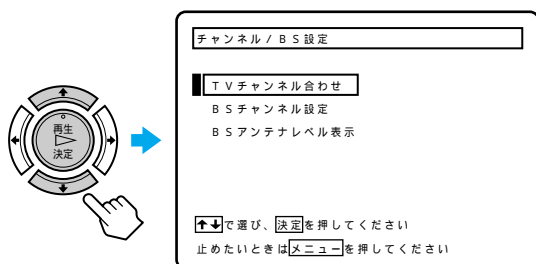 再生
決定
チャンネル/BS設定
TVチャンネル合わせ
BSチャンネル設定
BSアンテナレベル表示
↑↓で選び、決定を押してください
止めたいときはメニューを押してください